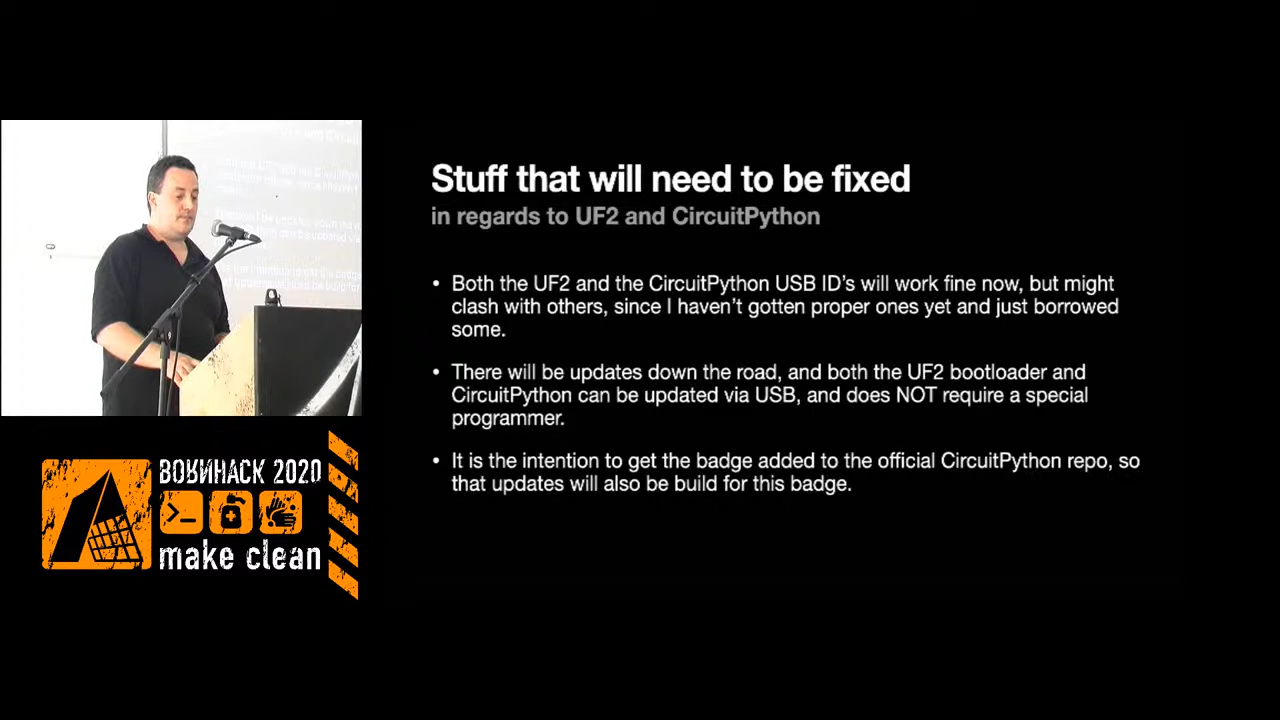 Stuff that will need to be fixed
in regards to UF2 and CircuitPython
• Both the UF2 and the CircuitPython USB ID’s will work fine now, but might
clash with others, since I haven’t gotten proper ones yet and just borrowed
some.
• There will be updates down the road, and both the UF2 bootloader and
CircuitPython can be updated via USB, and does NOT require a special
programmer.
• It is the intention to get the badge added to the official CircuitPython repo, so
that updates will also be build for this badge.
BORNHACK 2020
make clean